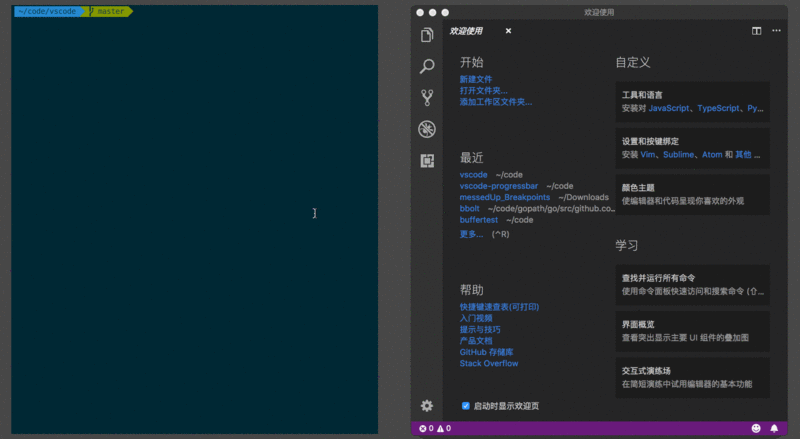 ~/code/vscode master
欢迎使用
欢迎使用
开始
新建文件
打开文件夹...
添加工作区文件夹...
最近
vscode ~/code
vscode-progressbar ~/code
messedUp_Breakpoints ~/Downloads
bbolt ~/code/gopath/go/src/github.co...
buffertest ~/code
更多... (^R)
帮助
快捷键速查表(可打印)
入门视频
提示与技巧
产品文档
GitHub 存储库
Stack Overflow
启动时显示欢迎页
自定义
工具和语言
安装对 JavaScript、TypeScript、Py...
设置和按键绑定
安装 Vim、Sublime、Atom 和 其他 ...
颜色主题
使编辑器和代码呈现你喜欢的外观
学习
查找并运行所有命令
使用命令面板快速访问和搜索命令 (⇧...
界面概览
查看突出显示主要 UI 组件的叠加图
交互式演练场
在简短演练中试用编辑器的基本功能
0 0